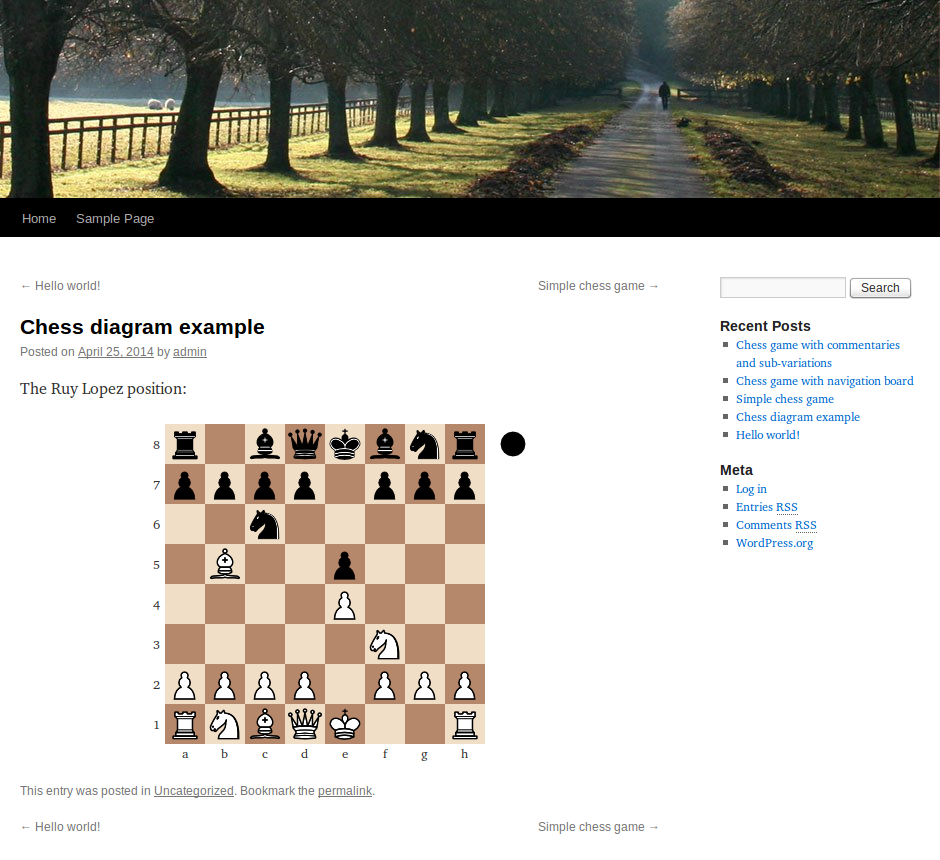 Home Sample Page
← Hello world!
Simple chess game →
Chess diagram example
Posted on April 25, 2014 by admin
The Ruy Lopez position:
8
7
6
5
4
3
2
1
a b c d e f g h
This entry was posted in Uncategorized. Bookmark the permalink.
← Hello world!
Simple chess game →
Search
Recent Posts
Chess game with commentaries
and sub-variations
Chess game with navigation board
Simple chess game
Chess diagram example
Hello world!
Meta
Log in
Entries RSS
Comments RSS
WordPress.org